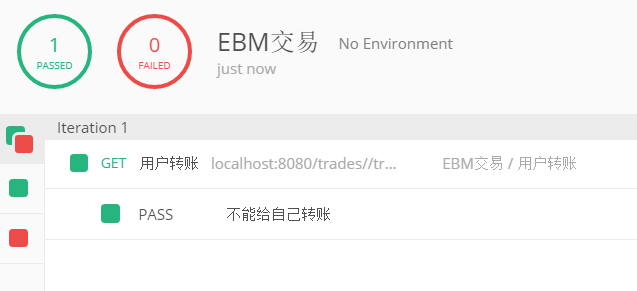 1
PASSED
0
FAILED
EBM交易 No Environment
just now
Iteration 1
GET 用户转账 localhost:8080/trades//tr... EBM交易 / 用户转账
PASS 不能给自己转账